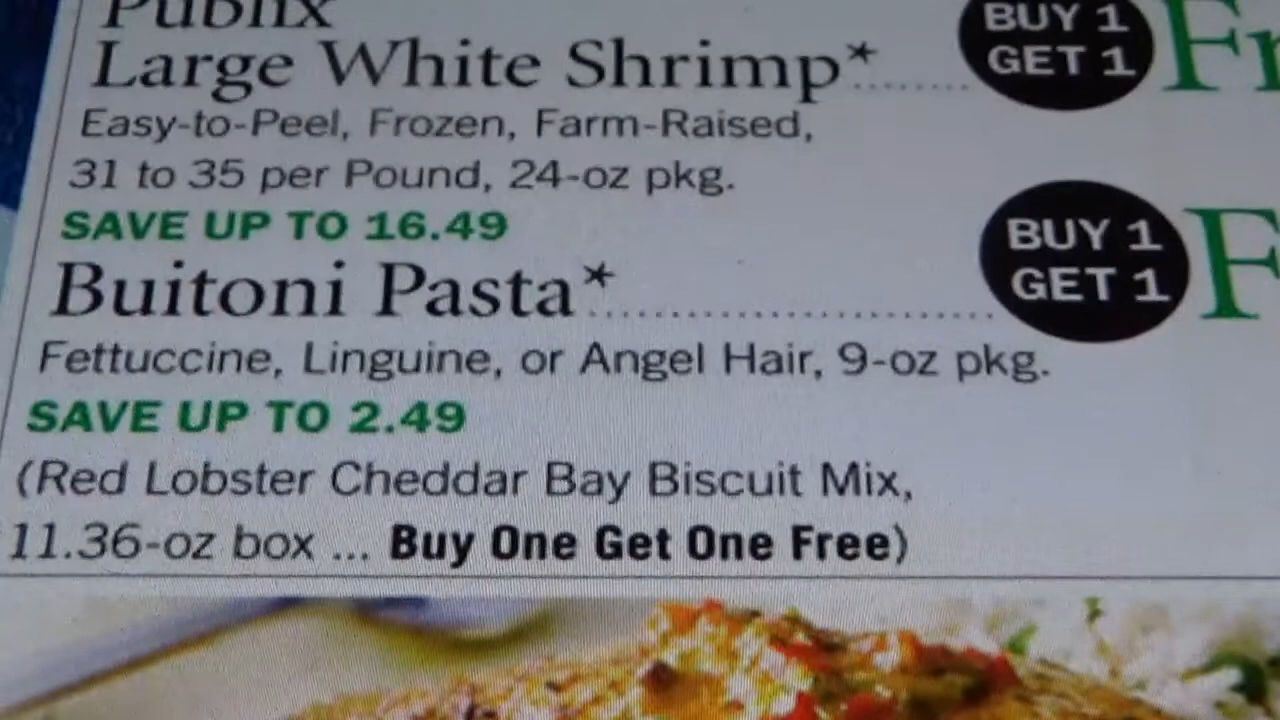 Publix
Large White Shrimp*
BUY 1
GET 1
Easy-to-Peel, Frozen, Farm-Raised,
31 to 35 per Pound, 24-oz pkg.
SAVE UP TO 16.49
Buitoni Pasta*
BUY 1
GET 1
Fettuccine, Linguine, or Angel Hair, 9-oz pkg.
SAVE UP TO 2.49
(Red Lobster Cheddar Bay Biscuit Mix,
11.36-oz box ... Buy One Get One Free)